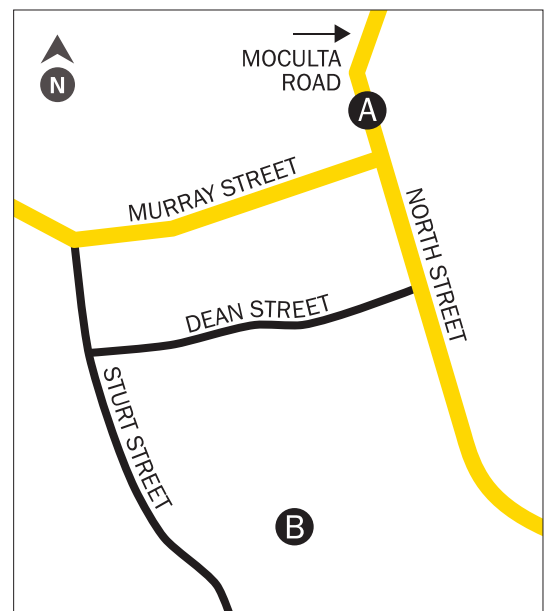 N
MOCULTA
ROAD
A
MURRAY STREET
NORTH STREET
DEAN STREET
STURT STREET
B